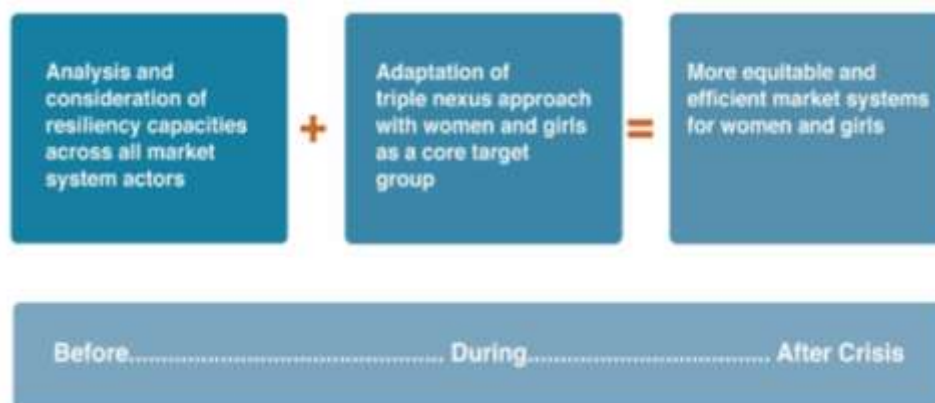 Analysis and
consideration of
resiliency capacities
across all market
system actors
+
Adaptation of
triple nexus approach
with women and girls
as a core target
group
=
More equitable and
efficient market systems
for women and girls
Before............................................. During................................... After Crisis